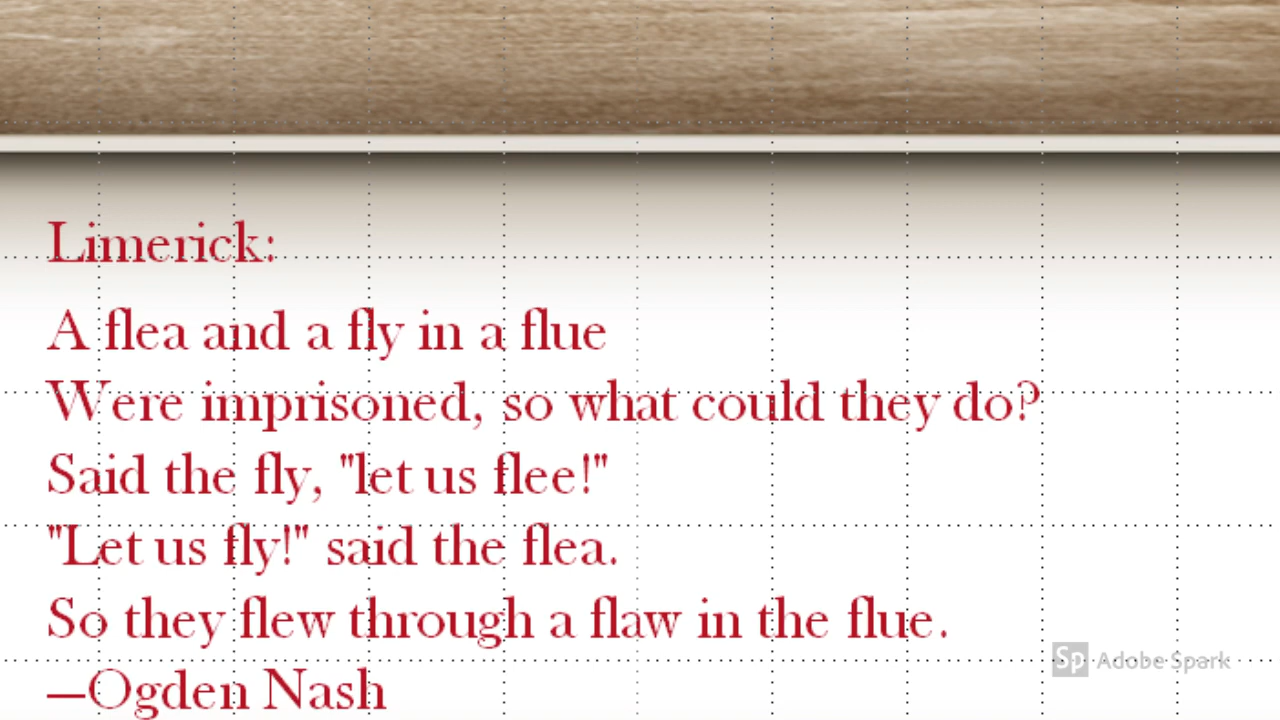 Limerick:
A flea and a fly in a flue
Were imprisoned, so what could they do?
Said the fly, "let us flee!"
"Let us fly!" said the flea.
So they flew through a flaw in the flue.
—Ogden Nash
Sp Adobe Spark